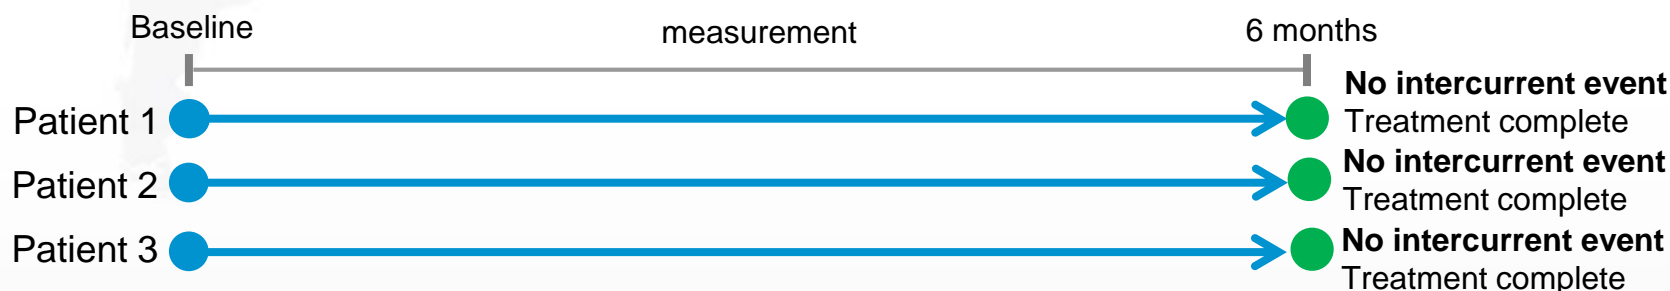 Baseline
measurement
6 months
Patient 1
No intercurrent event
Treatment complete
Patient 2
No intercurrent event
Treatment complete
Patient 3
No intercurrent event
Treatment complete